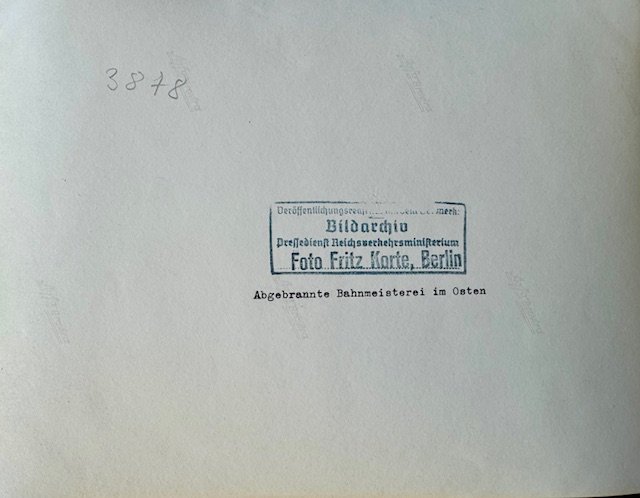 3878
Bildarchiv
Pressedienst Reichsverkehrsministerium
Foto Fritz Korte, Berlin
Abgebrannte Bahnmeisterei im Osten